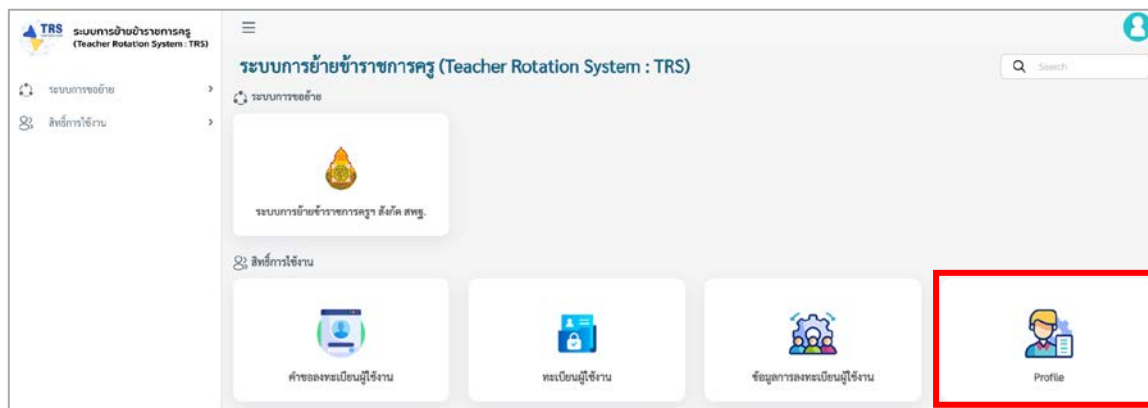 TRS ระบบการย้ายข้าราชการครู
(Teacher Rotation System : TRS)
ระบบการขอย้าย
สิทธิ์การใช้งาน
ระบบการย้ายข้าราชการครู (Teacher Rotation System : TRS)
Search
ระบบการขอย้าย
ระบบการย้ายข้าราชการครูฯ สังกัด สพฐ.
สิทธิ์การใช้งาน
คำขอลงทะเบียนผู้ใช้งาน
ทะเบียนผู้ใช้งาน
ข้อมูลการลงทะเบียนผู้ใช้งาน
Profile